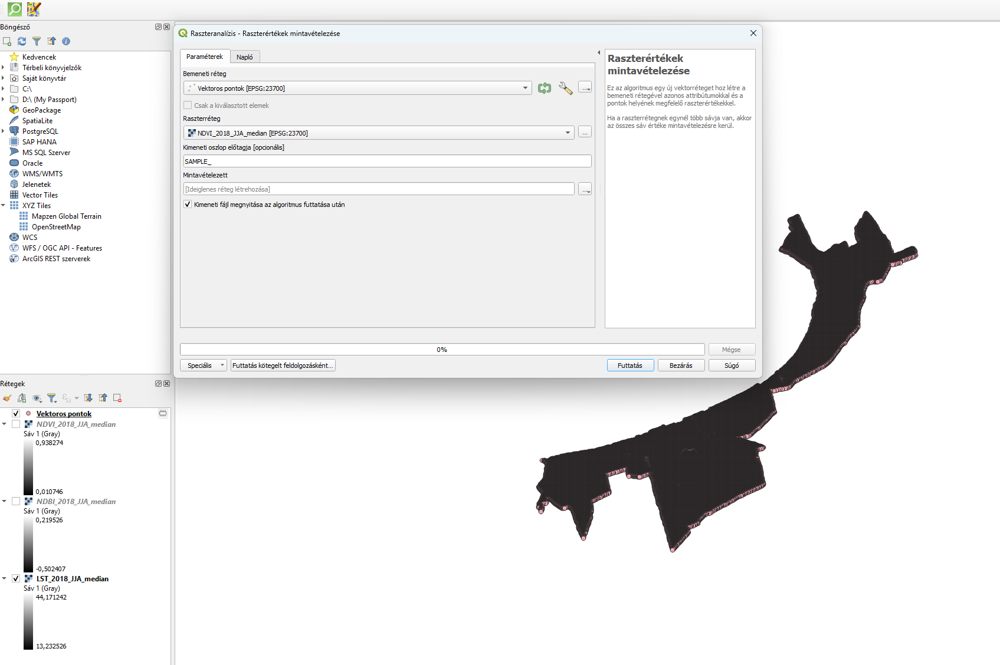 Böngésző
Kedvencek
Térbeli könyvjelzők
Saját könyvtár
C:\
D:\ (My Passport)
GeoPackage
SpatiaLite
PostgreSQL
SAP HANA
MS SQL Szerver
Oracle
WMS/WMTS
Jelenetek
Vector Tiles
XYZ Tiles
Mapzen Global Terrain
OpenStreetMap
WCS
WFS / OGC API - Features
ArcGIS REST szerverek
Rétegek
Vektoros pontok
NDVI_2018_JJA_median
Sáv 1 (Gray)
0,938274
0,010746
NDBI_2018_JJA_median
Sáv 1 (Gray)
0,219526
-0,502407
LST_2018_JJA_median
Sáv 1 (Gray)
44,171242
13,232526
Raszteranalízis - Raszterértékek mintavételezése
Paraméterek
Napló
Bemeneti réteg
Vektoros pontok [EPSG:23700]
...
Csak a kiválasztott elemek
Raszterréteg
NDVI_2018_JJA_median [EPSG:23700]
...
Kimeneti oszlop előtagja [opcionális]
SAMPLE_
Mintavételezett
[Ideiglenes réteg létrehozása]
...
Kimeneti fájl megnyitása az algoritmus futtatása után
Raszterértékek
mintavételezése
Ez az algoritmus egy új vektorréteget hoz létre a
bemeneti rétegével azonos attribútumokkal és a
pontok helyének megfelelő raszterértékekkel.
Ha a raszterrétegnek egynél több sávja van, akkor
az összes sáv értéke mintavételezésre kerül.
0%
Mégse
Speciális
Futtatás kötegelt feldolgozásként...
Futtatás
Bezárás
Súgó